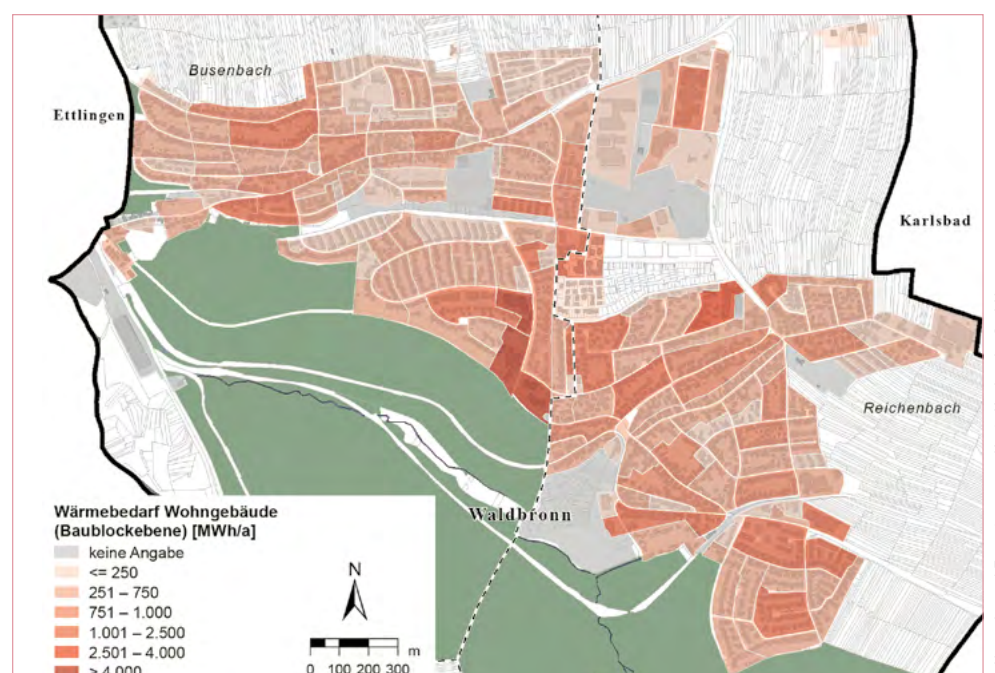 Busenbach
Ettlingen
Karlsbad
Reichenbach
Waldbronn
Wärmebedarf Wohngebäude
(Baublockebene) [MWh/a]
keine Angabe
<= 250
251 – 750
751 – 1.000
1.001 – 2.500
2.501 – 4.000
> 4.000
N
m
0 100 200 300